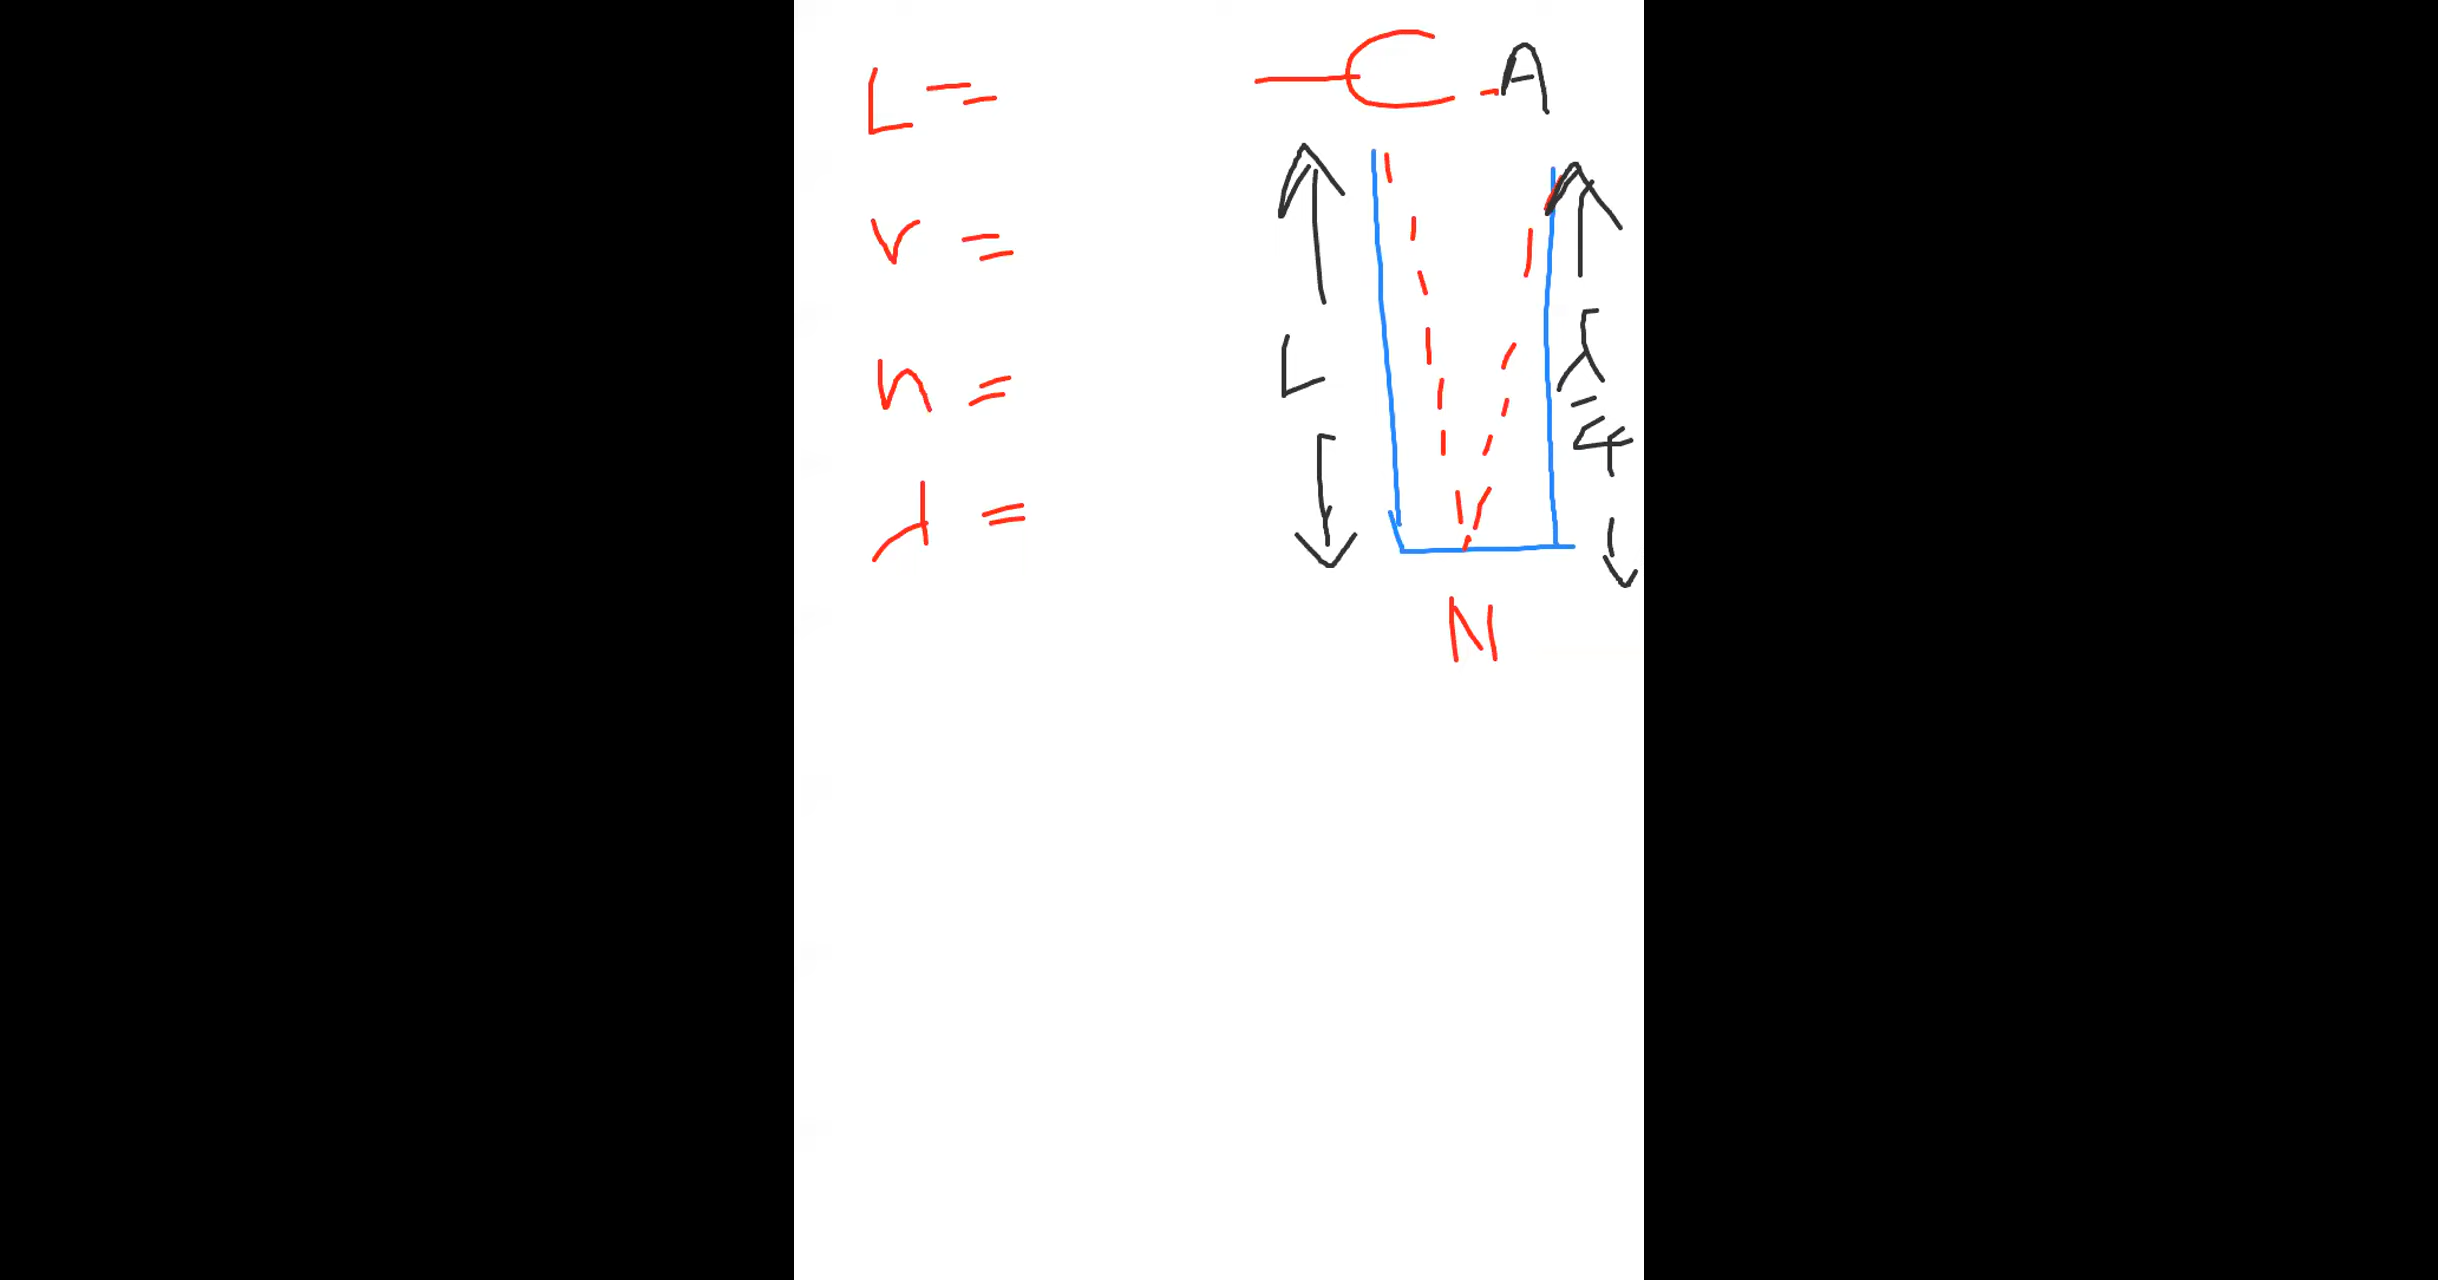 L =
A
v =
n =
λ =
L
λ/4
N